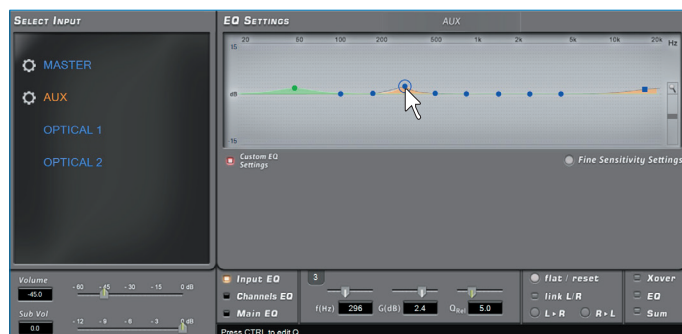 SELECT INPUT
MASTER
AUX
OPTICAL 1
OPTICAL 2
EQ SETTINGS AUX
20 50 100 200 500 1k 2k 5k 10k 20k Hz
15
dB
15
Custom EQ Settings
Fine Sensitivity Settings
Volume
-45.0
- 60 - 45 - 30 - 15 0 dB
Sub Vol
0.0
- 12 - 9 - 6 - 3 0 dB
Input EQ
Channels EQ
Main EQ
3
f(Hz) 296 G(dB) 2.4 QRel 5.0
flat / reset
link L/R
L▸R R▸L
Xover
EQ
Sum
Press CTRL to edit Q